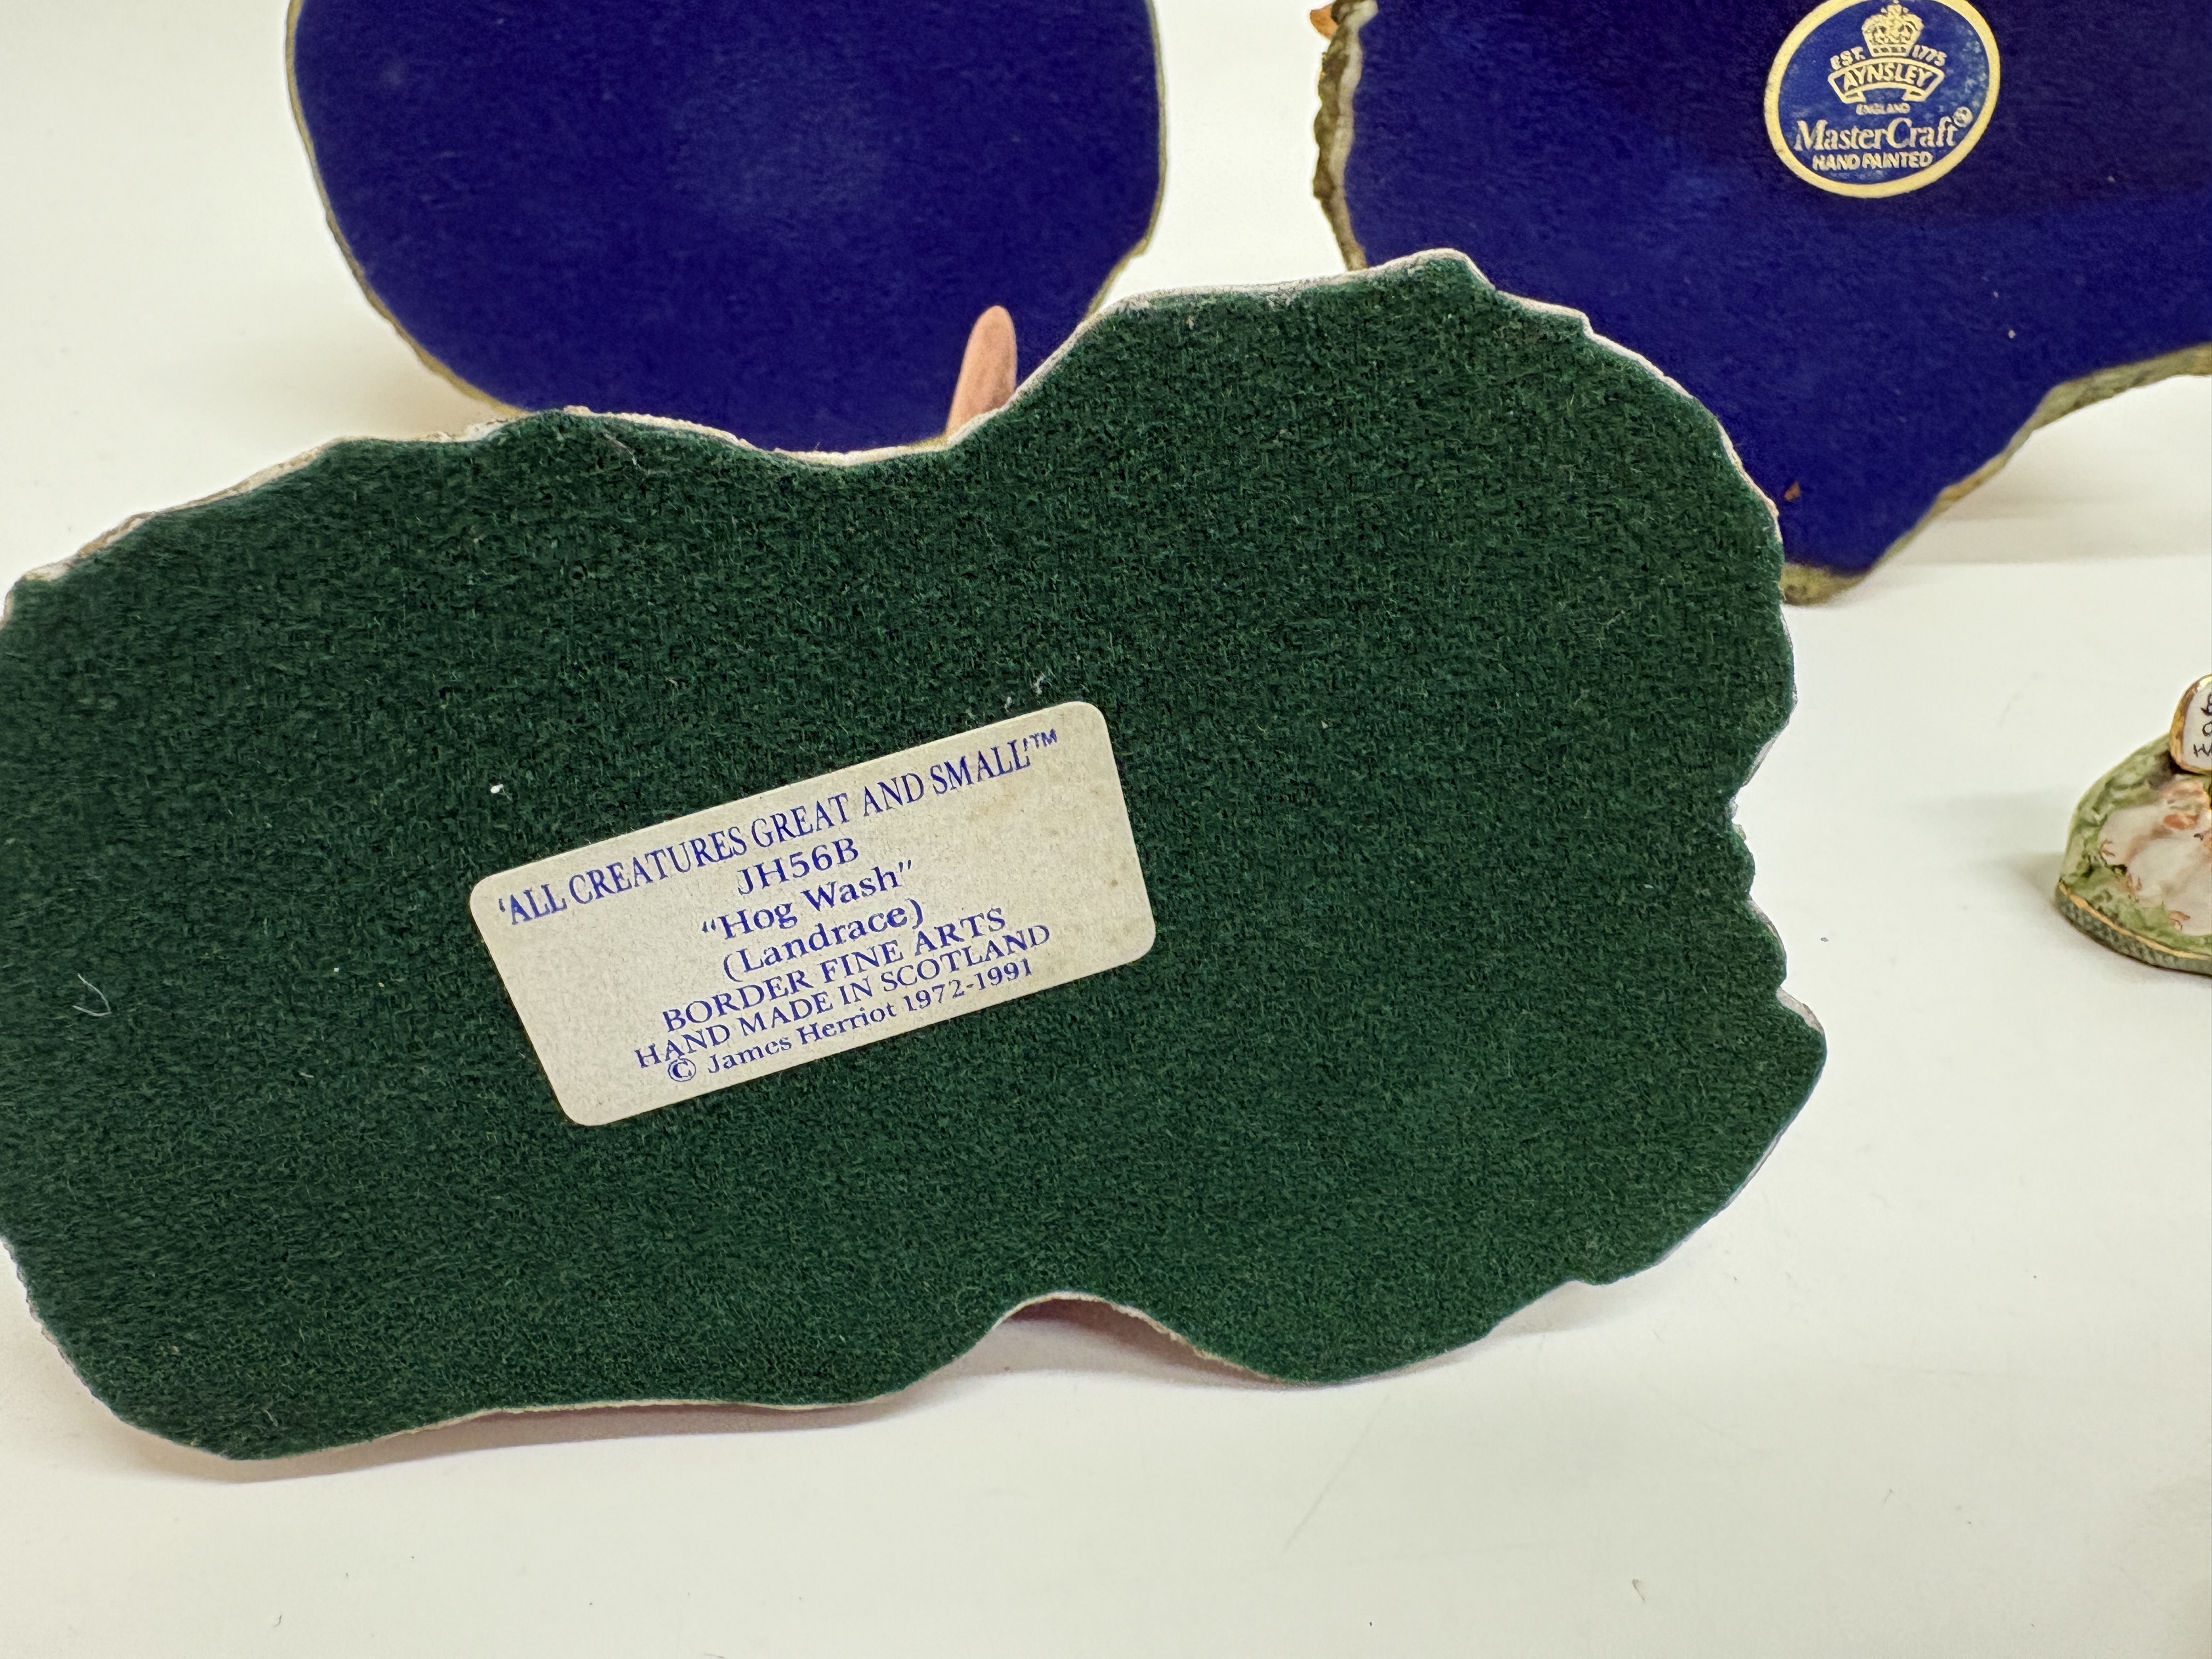 EST. 1775
AYNSLEY
ENGLAND
MasterCraft®
HAND PAINTED
'ALL CREATURES GREAT AND SMALL'™
JH56B
"Hog Wash"
(Landrace)
BORDER FINE ARTS
HAND MADE IN SCOTLAND
© James Herriot 1972-1991